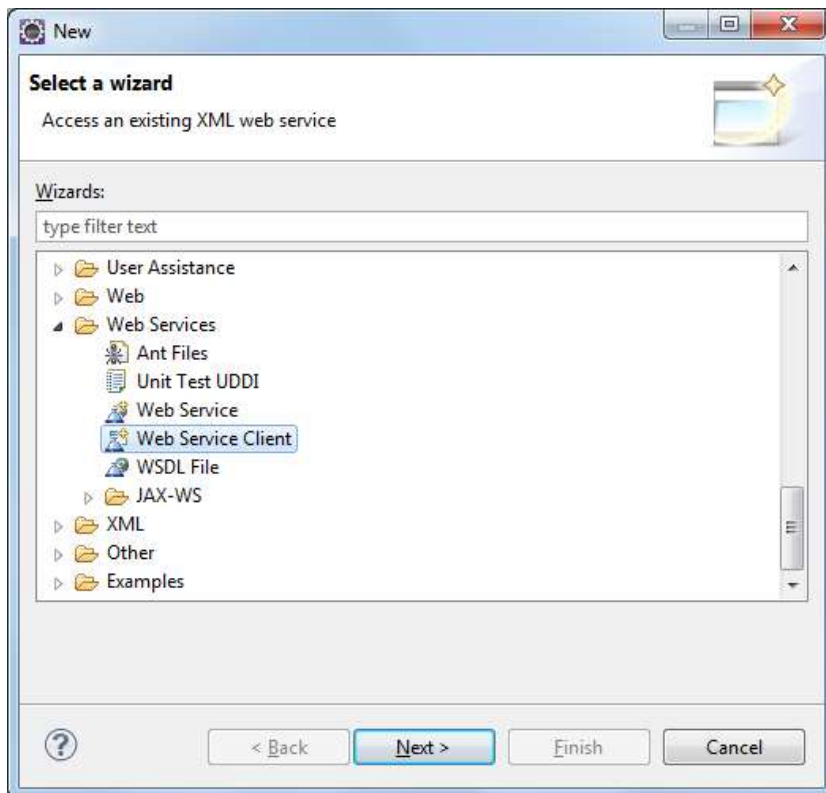 New
Select a wizard
Access an existing XML web service
Wizards:
type filter text
User Assistance
Web
Web Services
Ant Files
Unit Test UDDI
Web Service
Web Service Client
WSDL File
JAX-WS
XML
Other
Examples
< Back Next > Finish Cancel